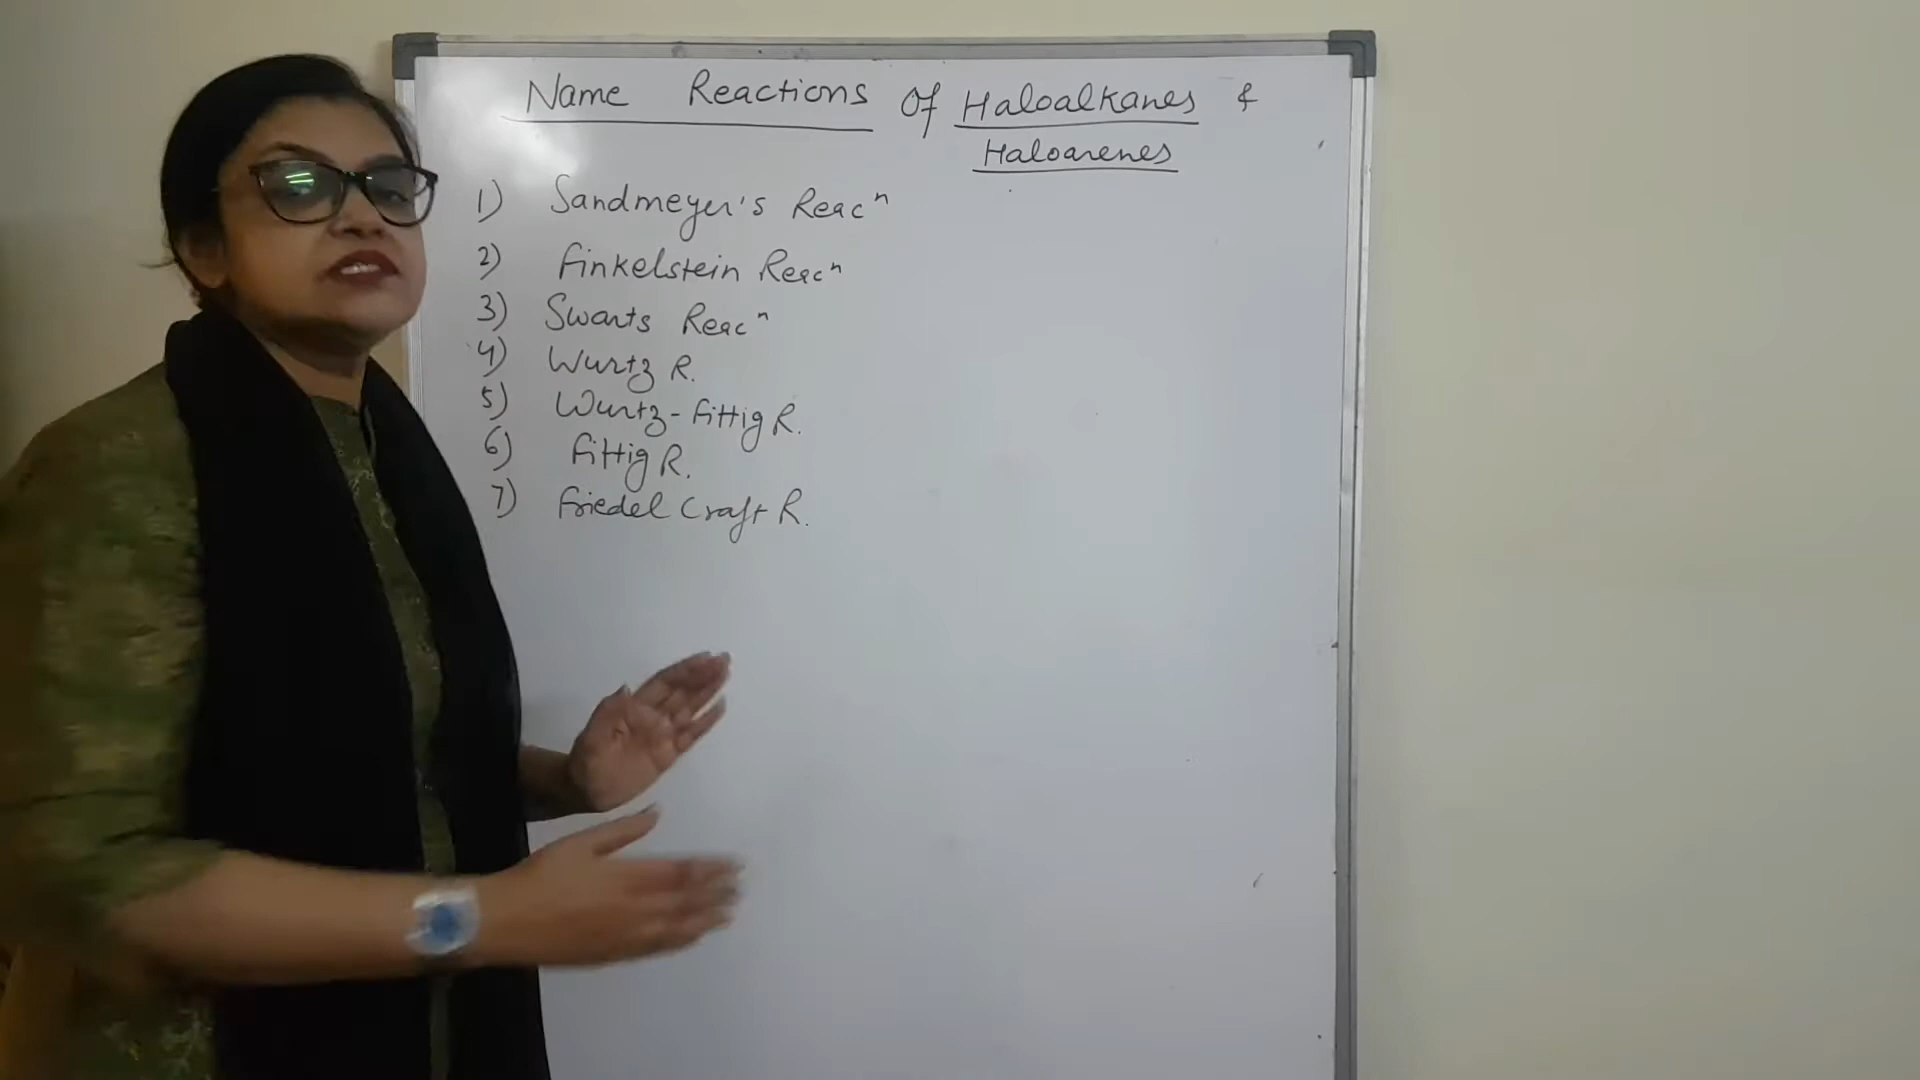 Name Reactions Of Haloalkanes &
Haloarenes
1) Sandmeyer's Reacⁿ
2) Finkelstein Reacⁿ
3) Swarts Reacⁿ
4) Wurtz R.
5) Wurtz-Fittig R.
6) Fittig R.
7) Friedel Craft R.